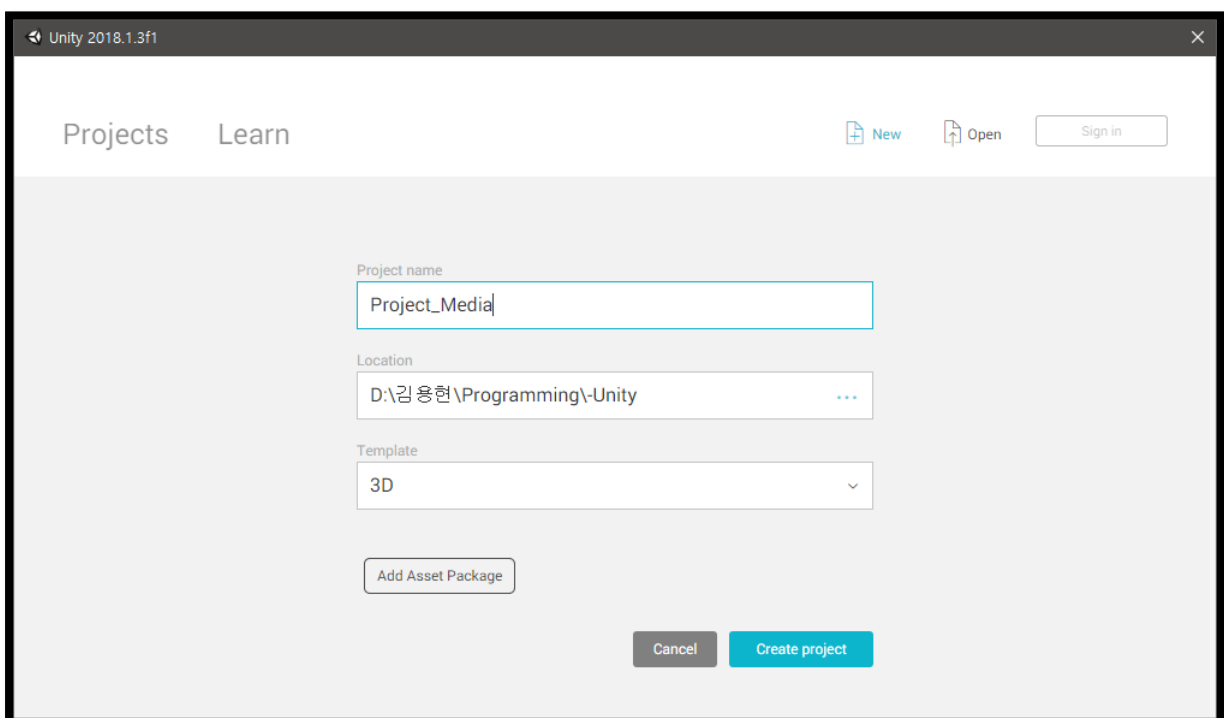 Unity 2018.1.3f1
Projects Learn New Open Sign in
Project name
Project_Media
Location
D:\김용현\Programming\-Unity
Template
3D
Add Asset Package
Cancel Create project